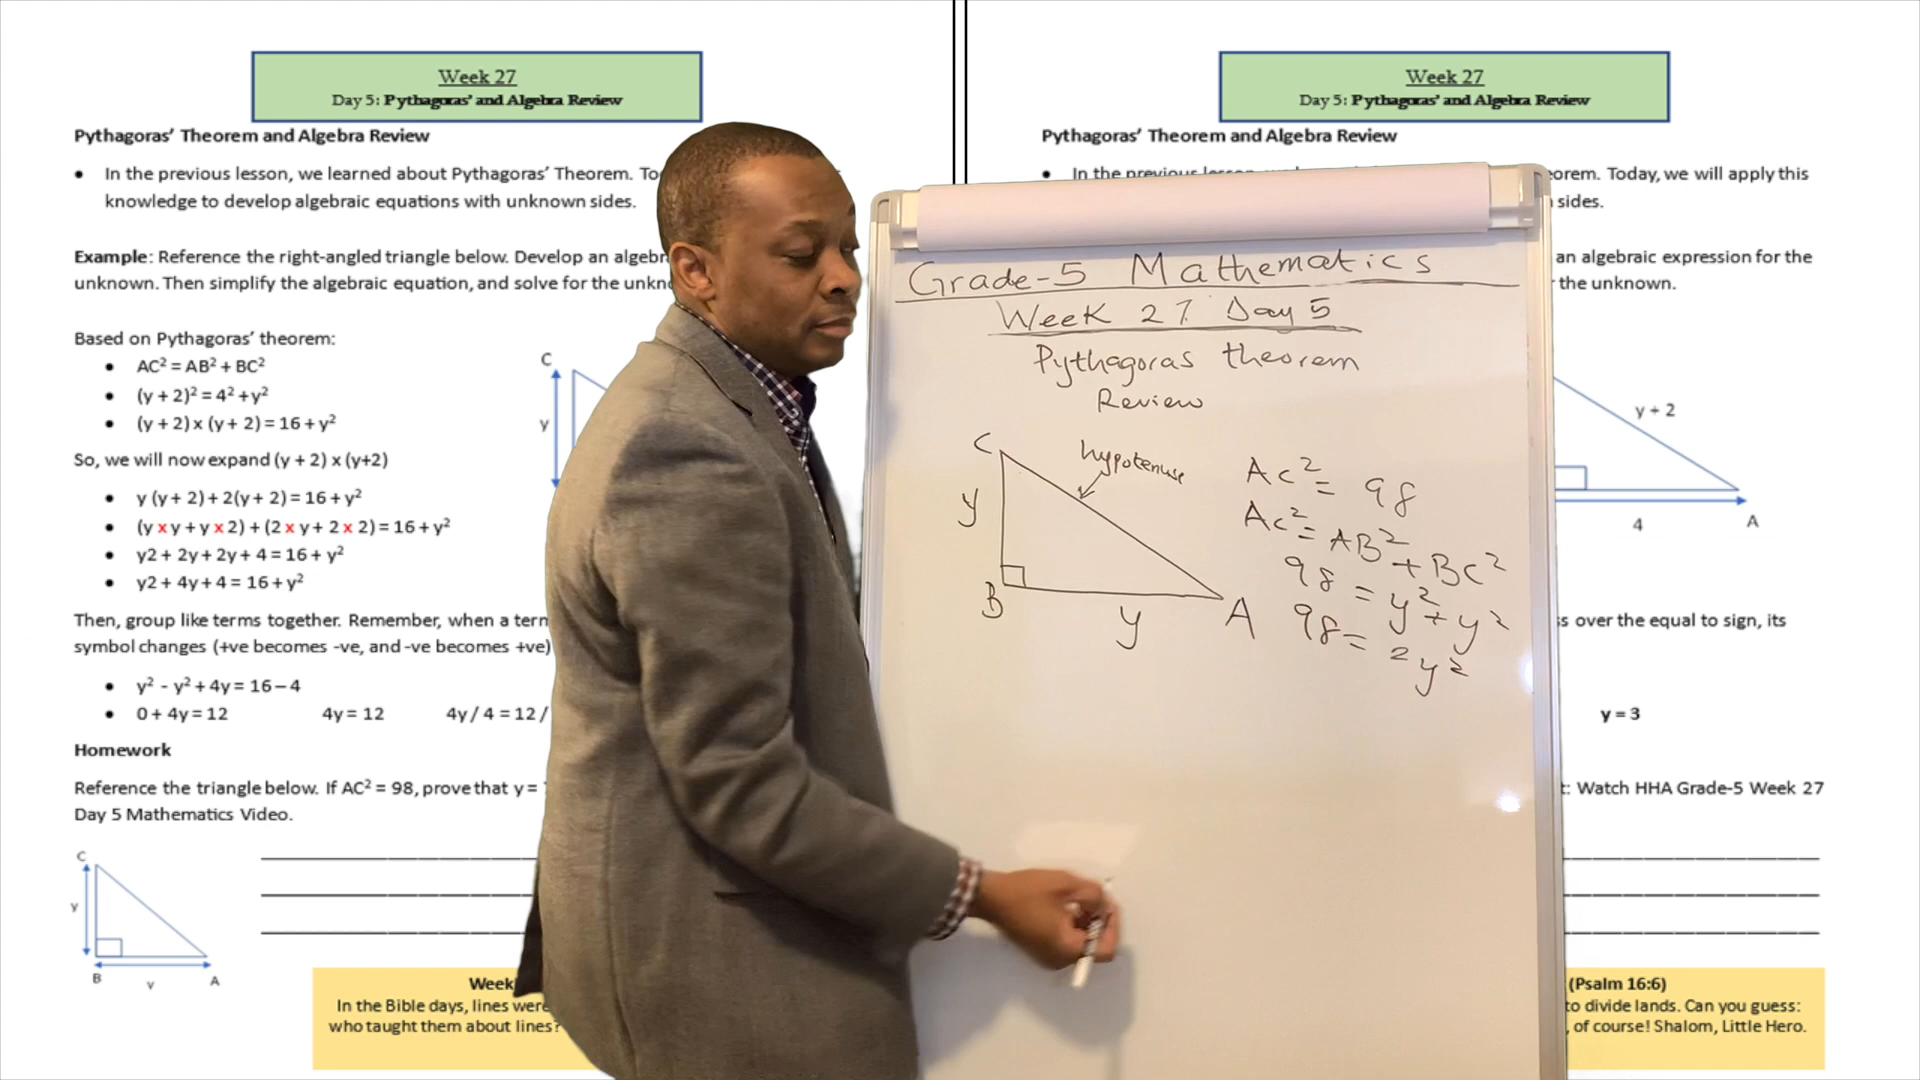 Week 27
Day 5: Pythagoras' and Algebra Review
Pythagoras' Theorem and Algebra Review
• In the previous lesson, we learned about Pythagoras' Theorem. To
knowledge to develop algebraic equations with unknown sides.
Example: Reference the right-angled triangle below. Develop an algebr
unknown. Then simplify the algebraic equation, and solve for the unkn
Based on Pythagoras' theorem:
• AC² = AB² + BC²
• (y + 2)² = 4² + y²
• (y + 2) x (y + 2) = 16 + y²
So, we will now expand (y + 2) x (y+2)
• y (y + 2) + 2(y + 2) = 16 + y²
• (y x y + y x 2) + (2 x y + 2 x 2) = 16 + y²
• y2 + 2y + 2y + 4 = 16 + y²
• y2 + 4y + 4 = 16 + y²
Then, group like terms together. Remember, when a term
symbol changes (+ve becomes -ve, and -ve becomes +ve)
• y² - y² + 4y = 16 – 4
• 0 + 4y = 12 4y = 12 4y / 4 = 12 /
C
y
Homework
Reference the triangle below. If AC² = 98, prove that y =
Day 5 Mathematics Video.
C
y
B
y
A
Week
In the Bible days, lines were
who taught them about lines?
Grade-5 Mathematics
Week 27 Day 5
Pythagoras theorem
Review
C
hypotenuse
y
B
y
A
AC² = 98
AC² = AB² + BC²
98 = y² + y²
98 = 2y²
Week 27
Day 5: Pythagoras' and Algebra Review
Pythagoras' Theorem and Algebra Review
• In the previous lesson
orem. Today, we will apply this
sides.
an algebraic expression for the
the unknown.
y + 2
4
A
s over the equal to sign, its
y = 3
t: Watch HHA Grade-5 Week 27
(Psalm 16:6)
to divide lands. Can you guess:
, of course! Shalom, Little Hero.